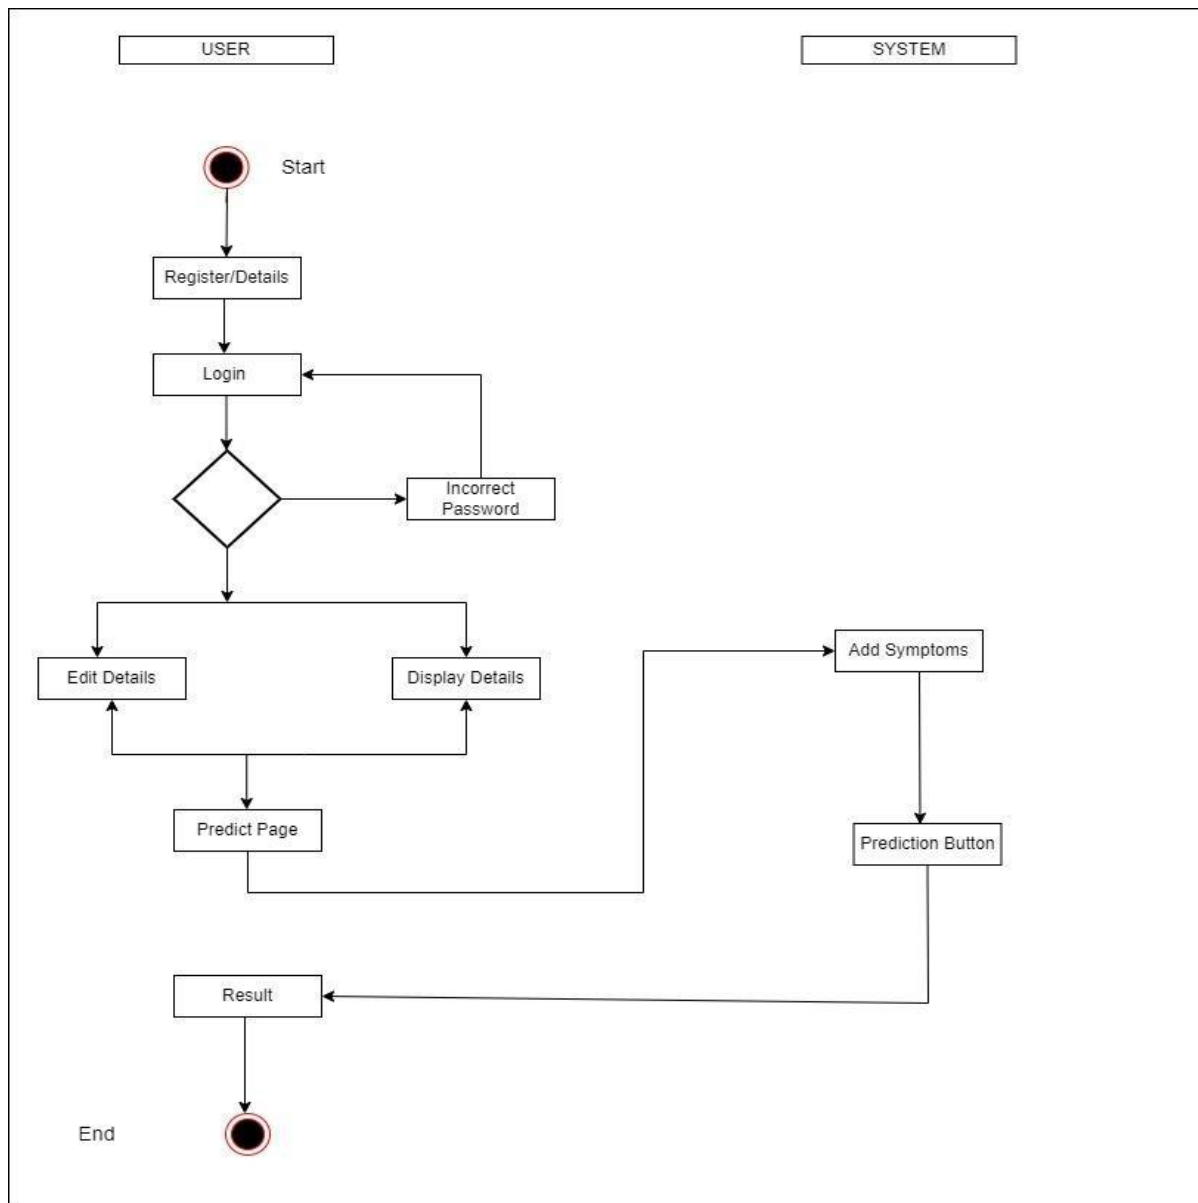 USER
SYSTEM
Start
Register/Details
Login
Incorrect
Password
Edit Details
Display Details
Add Symptoms
Predict Page
Prediction Button
Result
End